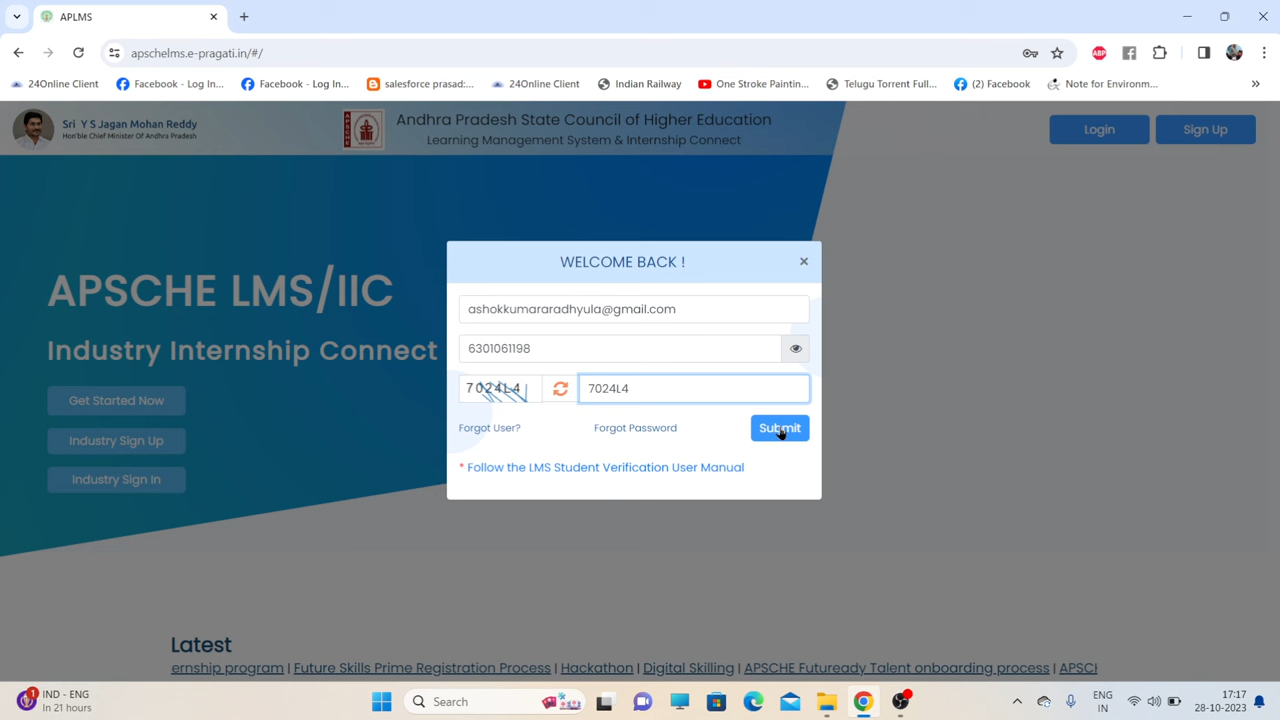 APLMS
apschelms.e-pragati.in/#/
24Online Client
Facebook - Log In...
Facebook - Log In...
salesforce prasad:...
24Online Client
Indian Railway
One Stroke Paintin...
Telugu Torrent Full...
(2) Facebook
Note for Environm...
Sri Y S Jagan Mohan Reddy
Hon'ble Chief Minister Of Andhra Pradesh
Andhra Pradesh State Council of Higher Education
Learning Management System & Internship Connect
Login
Sign Up
WELCOME BACK !
ashokkumararadhyula@gmail.com
6301061198
7024L4
7024L4
Forgot User?
Forgot Password
Submit
* Follow the LMS Student Verification User Manual
APSCHE LMS/IIC
Industry Internship Connect
Get Started Now
Industry Sign Up
Industry Sign In
Latest
ernship program | Future Skills Prime Registration Process | Hackathon | Digital Skilling | APSCHE Futuready Talent onboarding process | APSCH
1
IND - ENG
In 21 hours
Search
ENG
IN
17:17
28-10-2023